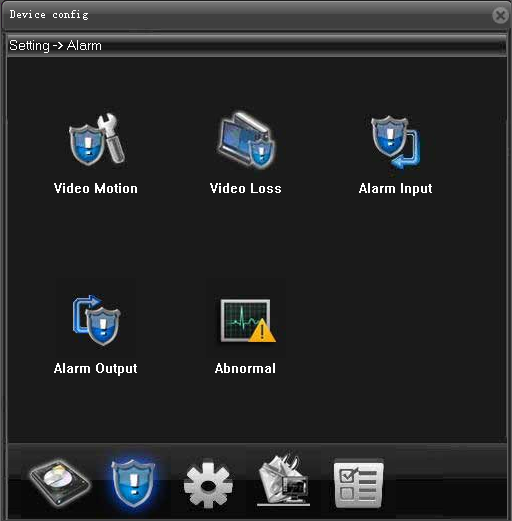 Device config
Setting -> Alarm
Video Motion
Video Loss
Alarm Input
Alarm Output
Abnormal